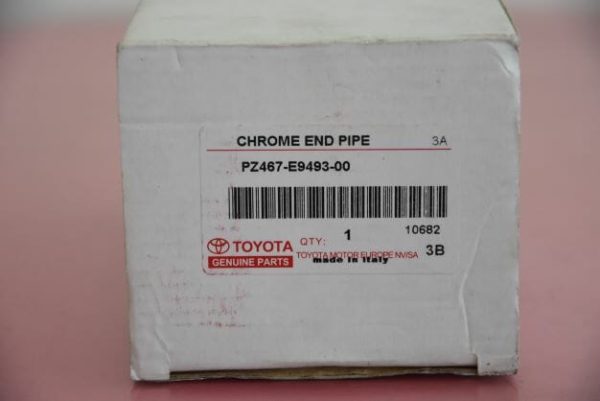 CHROME END PIPE 3A
PZ467-E9493-00
10682
TOYOTA QTY: 1
GENUINE PARTS TOYOTA MOTOR EUROPE NV/SA 3B
made in Italy